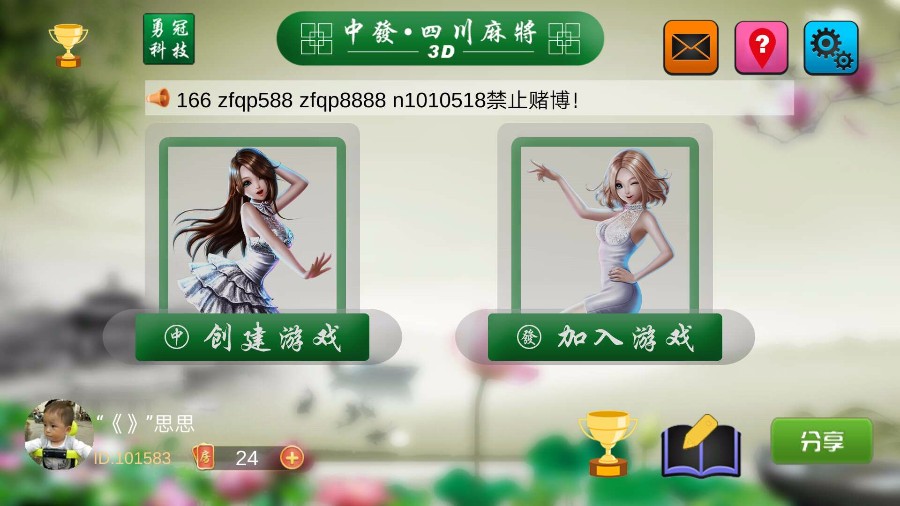 勇冠
科技
中發·四川麻將
3D
?
166 zfqp588 zfqp8888 n1010518禁止赌博！
中 创建游戏
發 加入游戏
“《》”思思
ID:101583
房 24
分享